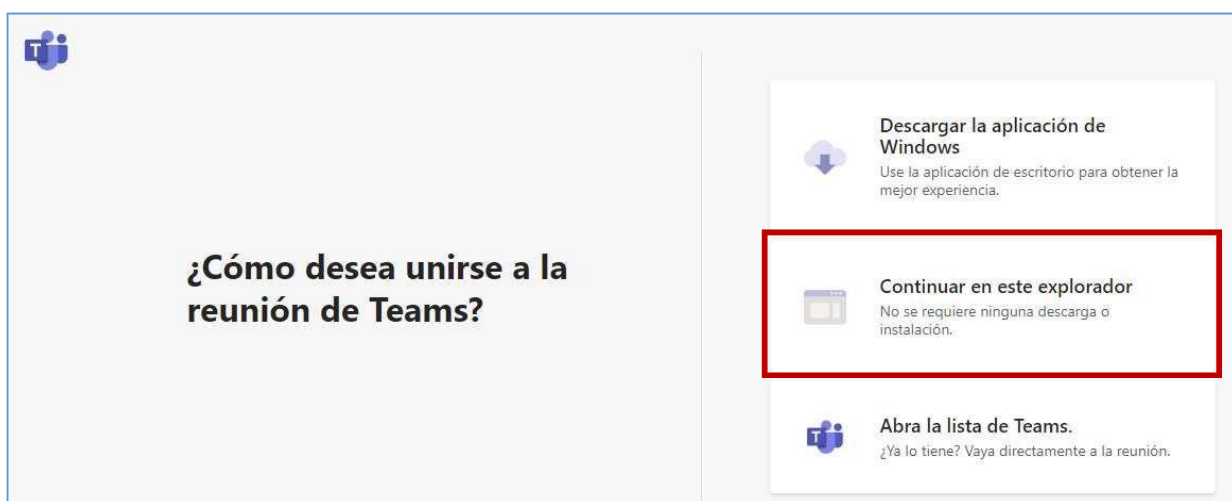 ¿Cómo desea unirse a la
reunión de Teams?
Descargar la aplicación de
Windows
Use la aplicación de escritorio para obtener la
mejor experiencia.
Continuar en este explorador
No se requiere ninguna descarga o
instalación.
Abra la lista de Teams.
¿Ya lo tiene? Vaya directamente a la reunión.